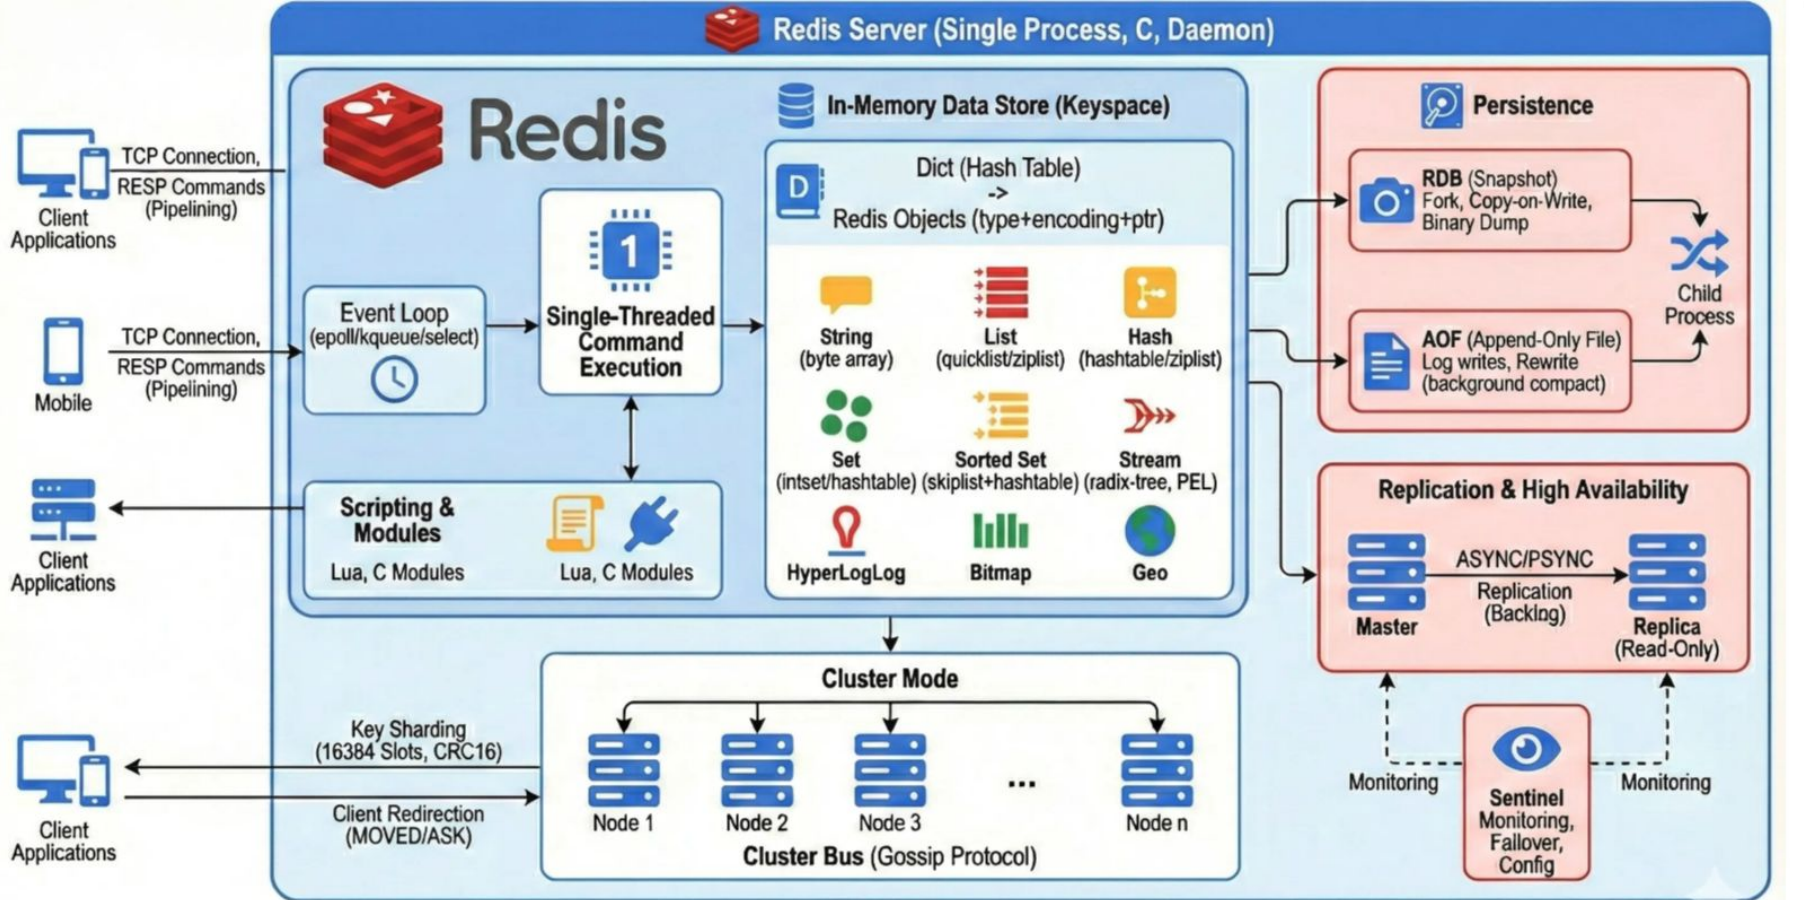 Redis Server (Single Process, C, Daemon)
TCP Connection,
RESP Commands
(Pipelining)
Client
Applications
TCP Connection,
RESP Commands
(Pipelining)
Mobile
Client
Applications
Redis
Event Loop
(epoll/kqueue/select)
1
Single-Threaded
Command
Execution
Scripting &
Modules
Lua, C Modules
Lua, C Modules
In-Memory Data Store (Keyspace)
D
Dict (Hash Table)
->
Redis Objects (type+encoding+ptr)
String
(byte array)
List
(quicklist/ziplist)
Hash
(hashtable/ziplist)
Set
(intset/hashtable)
Sorted Set
(skiplist+hashtable)
Stream
(radix-tree, PEL)
HyperLogLog
Bitmap
Geo
Persistence
RDB (Snapshot)
Fork, Copy-on-Write,
Binary Dump
Child
Process
AOF (Append-Only File)
Log writes, Rewrite
(background compact)
Replication & High Availability
Master
ASYNC/PSYNC
Replication
(Backlng)
Replica
(Read-Only)
Monitoring
Monitoring
Sentinel
Monitoring,
Fallover,
Config
Client
Applications
Key Sharding
(16384 Slots, CRC16)
Client Redirection
(MOVED/ASK)
Cluster Mode
Node 1
Node 2
Node 3
...
Node n
Cluster Bus (Gossip Protocol)